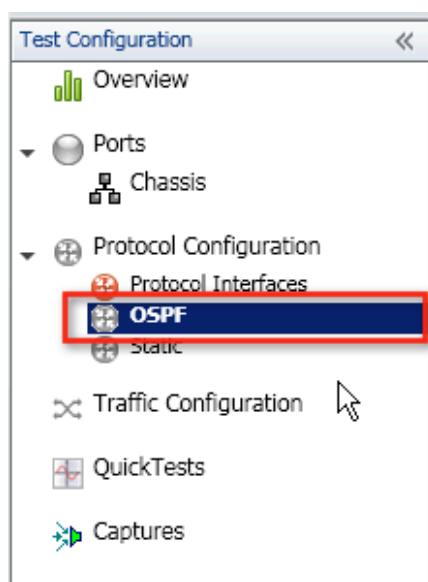 Test Configuration
Overview
Ports
Chassis
Protocol Configuration
Protocol Interfaces
OSPF
Static
Traffic Configuration
QuickTests
Captures